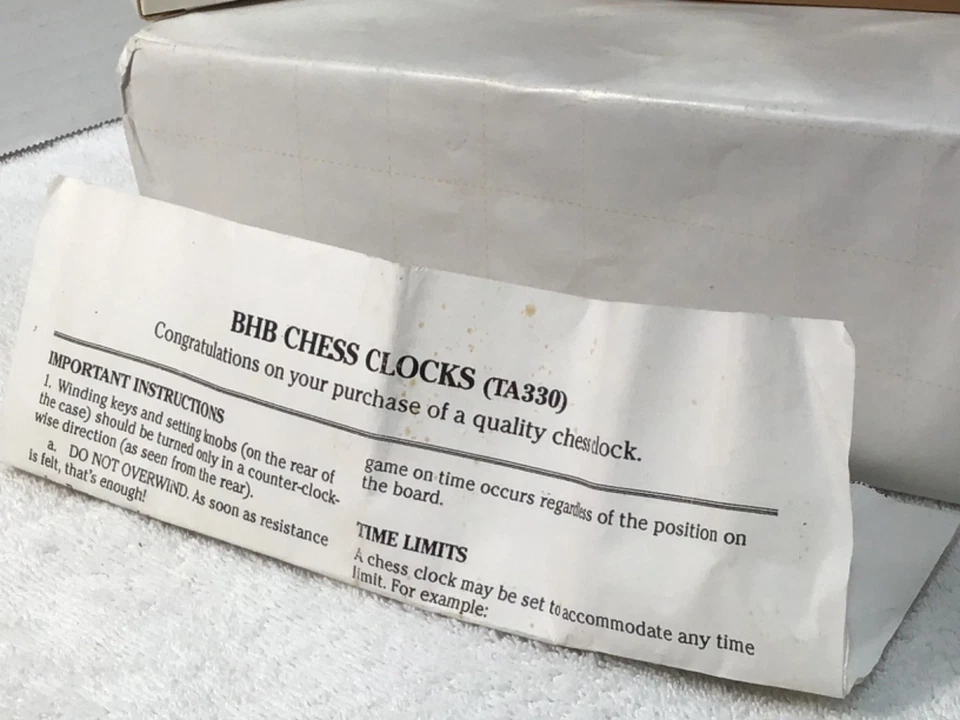 BHB CHESS CLOCKS (TA330)
Congratulations on your purchase of a quality chess clock.
IMPORTANT INSTRUCTIONS
1. Winding keys and setting knobs (on the rear of
the case) should be turned only in a counter-clock-
wise direction (as seen from the rear).
a. DO NOT OVERWIND. As soon as resistance
is felt, that's enough!
game on time occurs regardless of the position on
the board.
TIME LIMITS
A chess clock may be set to accommodate any time
limit. For example: